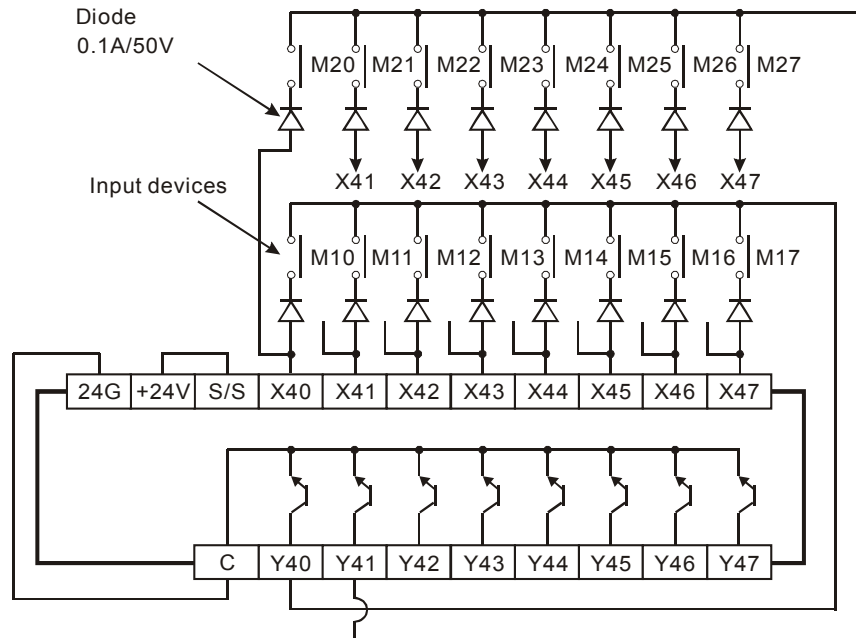 Diode
0.1A/50V
M20 M21 M22 M23 M24 M25 M26 M27
X41 X42 X43 X44 X45 X46 X47
Input devices
M10 M11 M12 M13 M14 M15 M16 M17
24G +24V S/S X40 X41 X42 X43 X44 X45 X46 X47
C Y40 Y41 Y42 Y43 Y44 Y45 Y46 Y47